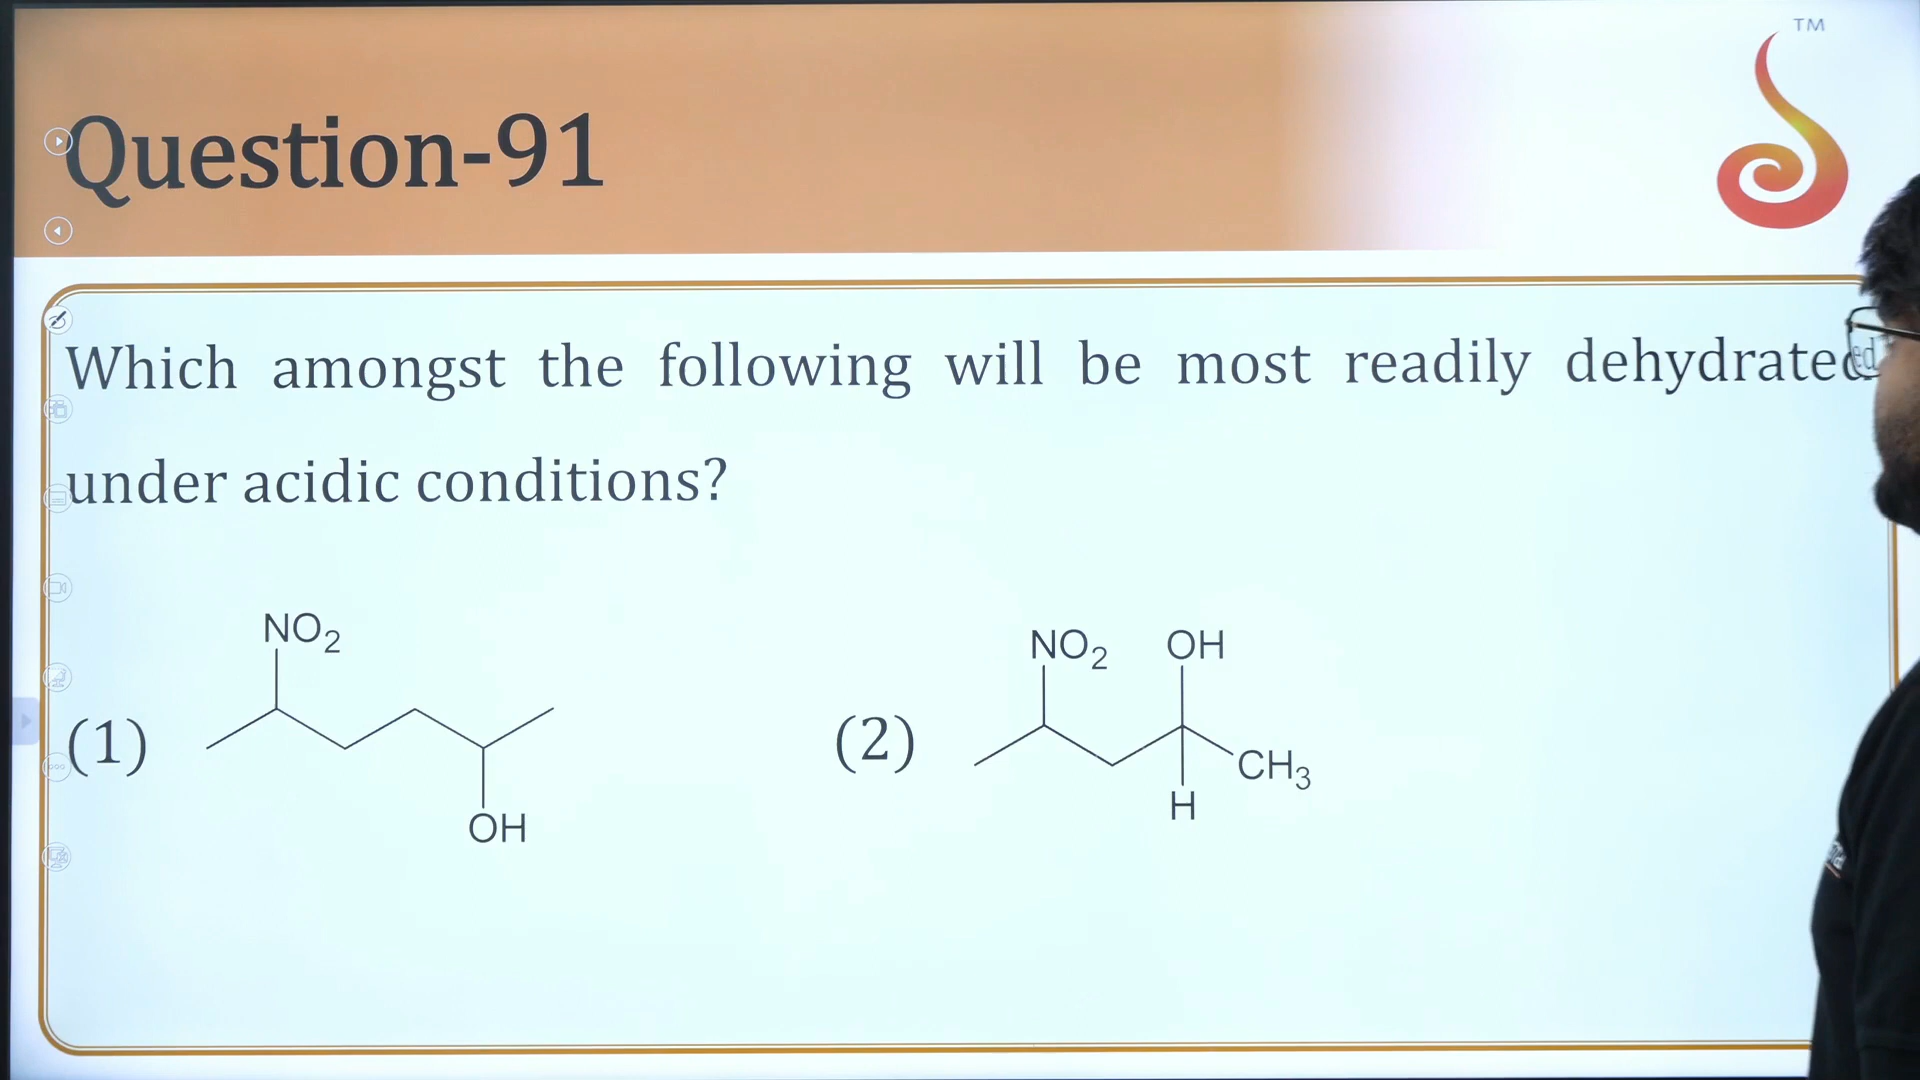 TM
Question-91
Which amongst the following will be most readily dehydrated
under acidic conditions?
NO2
(1)
OH
NO2 OH
(2)
CH3
H